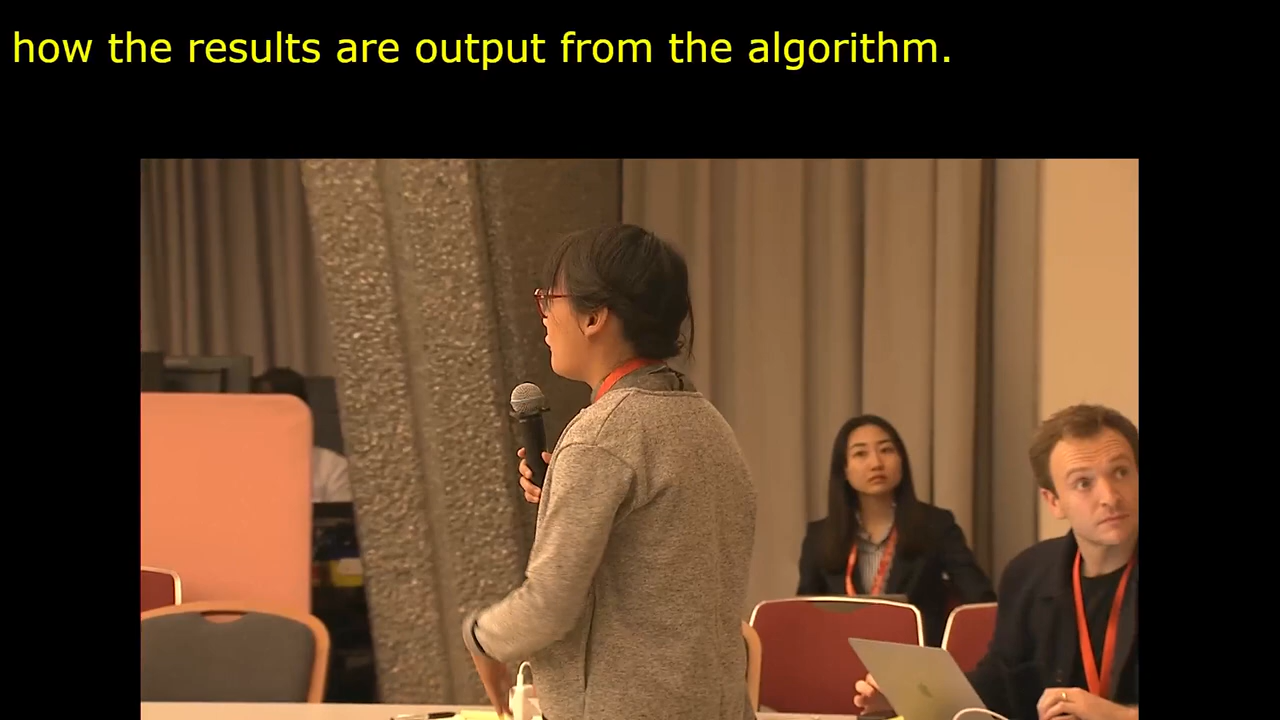 how the results are output from the algorithm.